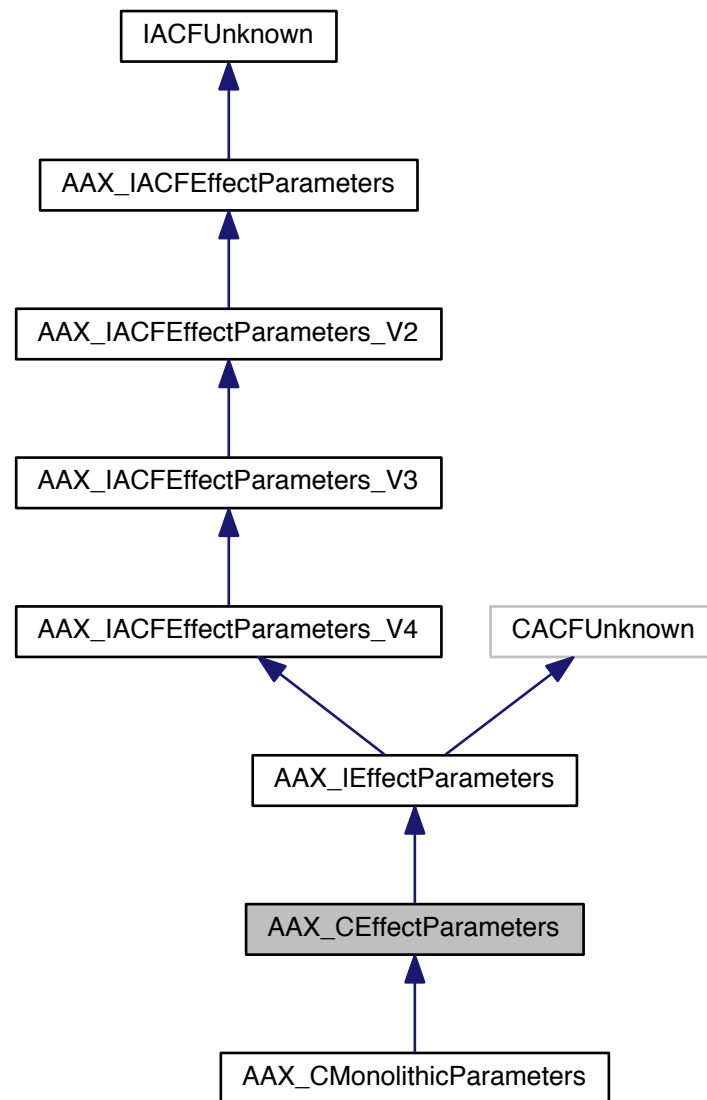 IACFUnknown
AAX_IACFEffectParameters
AAX_IACFEffectParameters_V2
AAX_IACFEffectParameters_V3
AAX_IACFEffectParameters_V4
CACFUnknown
AAX_IEffectParameters
AAX_CEffectParameters
AAX_CMonolithicParameters